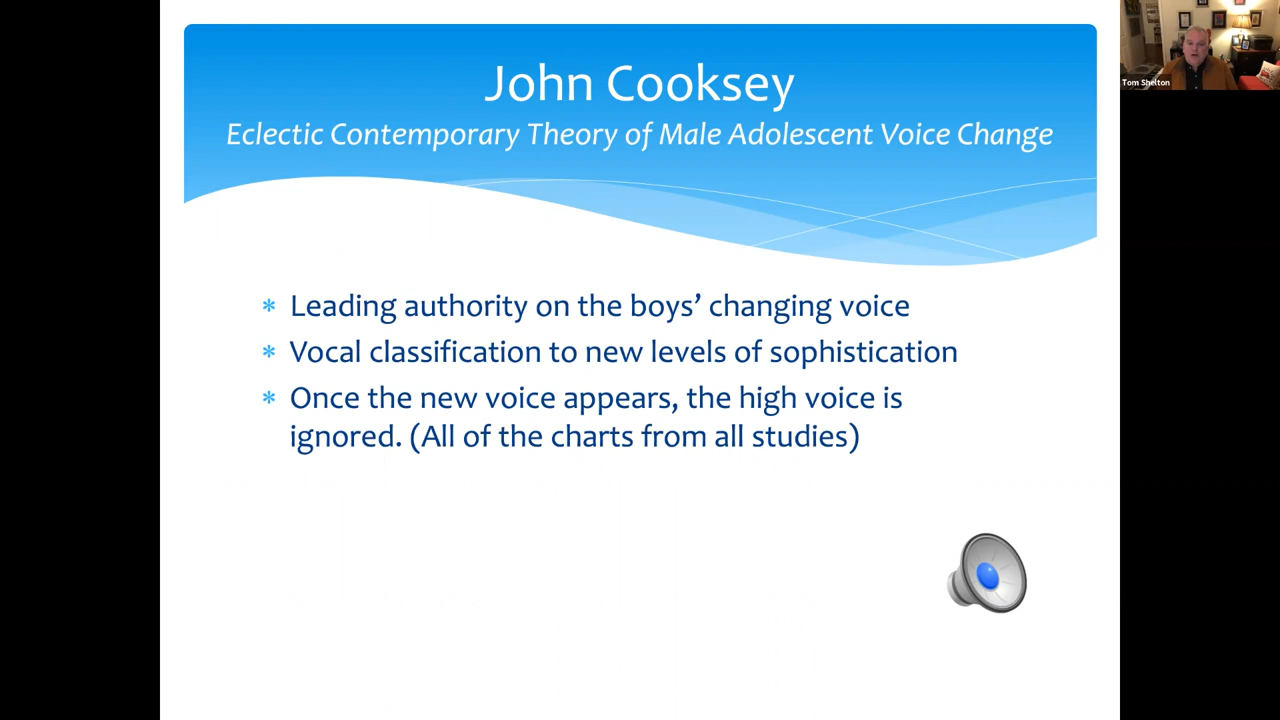 John Cooksey
Eclectic Contemporary Theory of Male Adolescent Voice Change
Tom Shelton
* Leading authority on the boys’ changing voice
* Vocal classification to new levels of sophistication
* Once the new voice appears, the high voice is
ignored. (All of the charts from all studies)